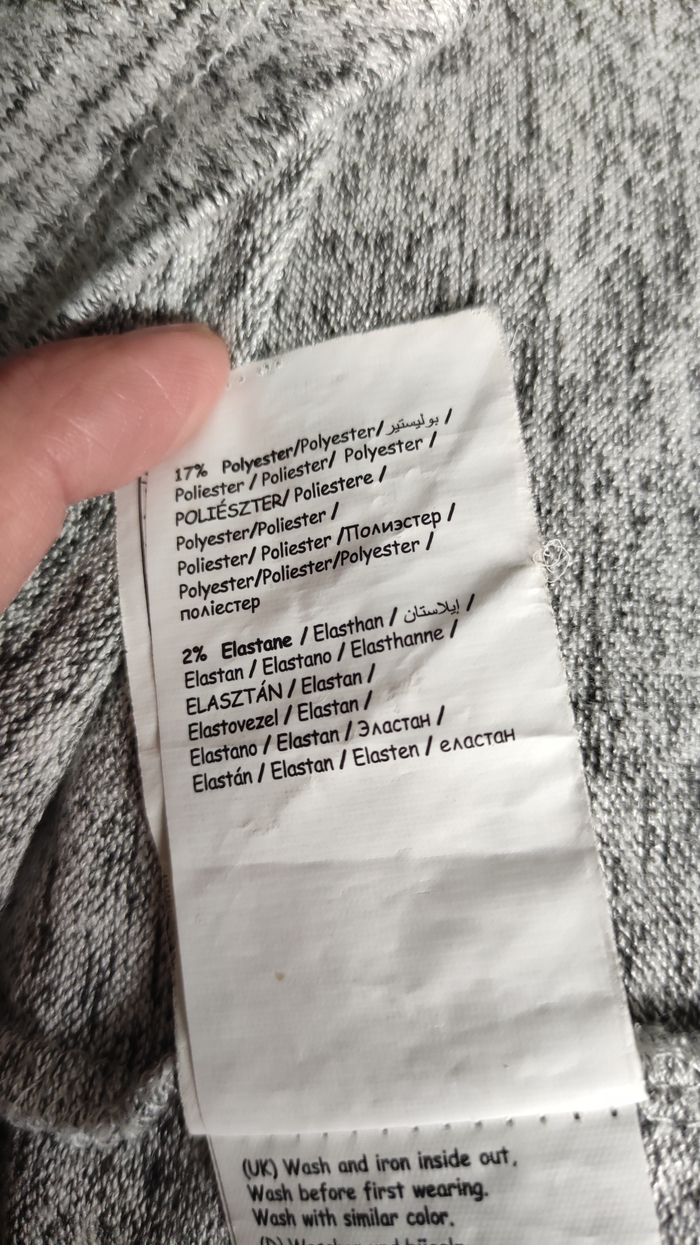 17% Polyester/Polyester/بوليستير /
Poliester / Poliester/ Polyester /
POLIÉSZTER/ Poliestere /
Polyester/Poliester /
Poliester/ Poliester /Полиэстер /
Polyester/Poliester/Polyester /
поліестер
2% Elastane / Elasthan / إيلاستان /
Elastan / Elastano / Elasthanne /
ELASZTÁN / Elastan /
Elastovezel / Elastan /
Elastano / Elastan / Эластан /
Elastán / Elastan / Elasten / еластан
(UK) Wash and iron inside out,
Wash before first wearing.
Wash with similar color.